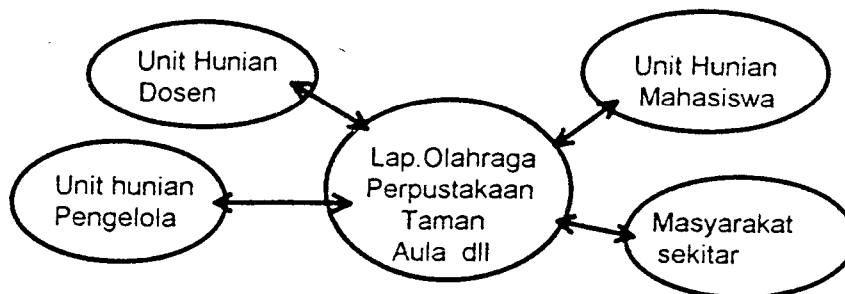 Unit Hunian
Dosen
Unit Hunian
Mahasiswa
Lap.Olahraga
Perpustakaan
Taman
Aula dll
Unit hunian
Pengelola
Masyarakat
sekitar